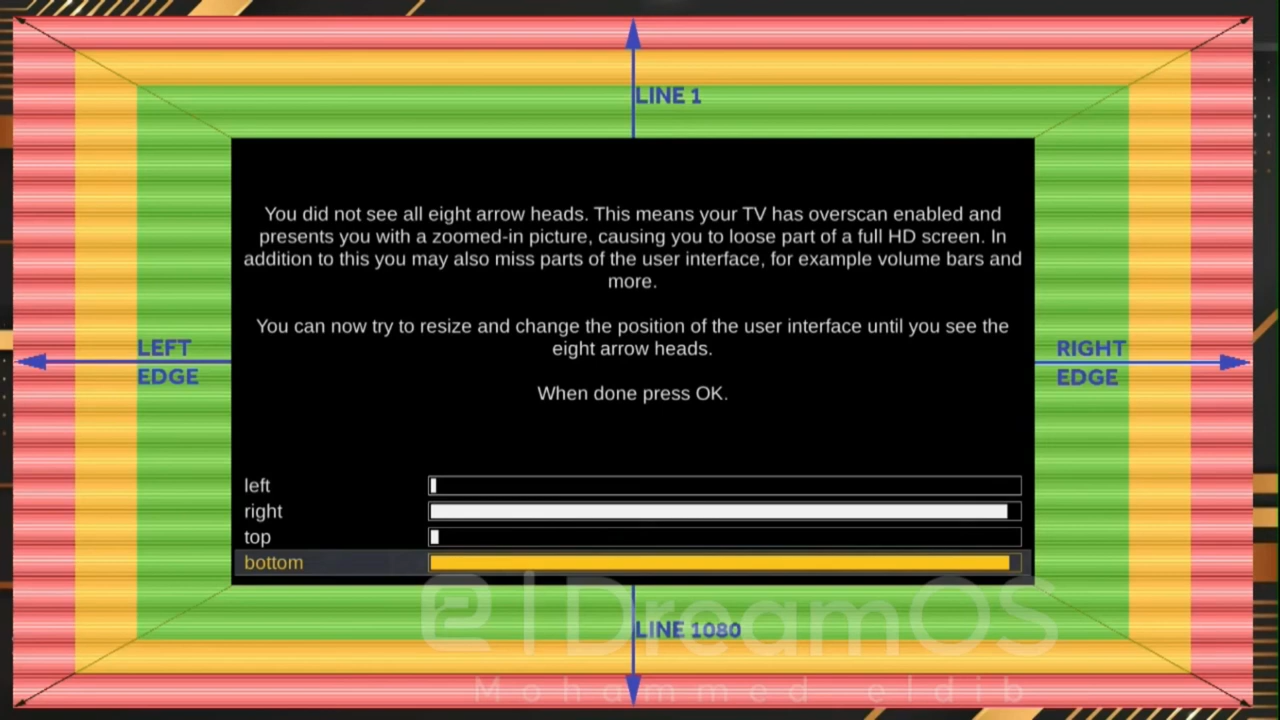 LINE 1
You did not see all eight arrow heads. This means your TV has overscan enabled and
presents you with a zoomed-in picture, causing you to loose part of a full HD screen. In
addition to this you may also miss parts of the user interface, for example volume bars and
more.
You can now try to resize and change the position of the user interface until you see the
eight arrow heads.
When done press OK.
LEFT
EDGE
RIGHT
EDGE
left
right
top
bottom
DreamOS
LINE 1080
Mohammed eldib